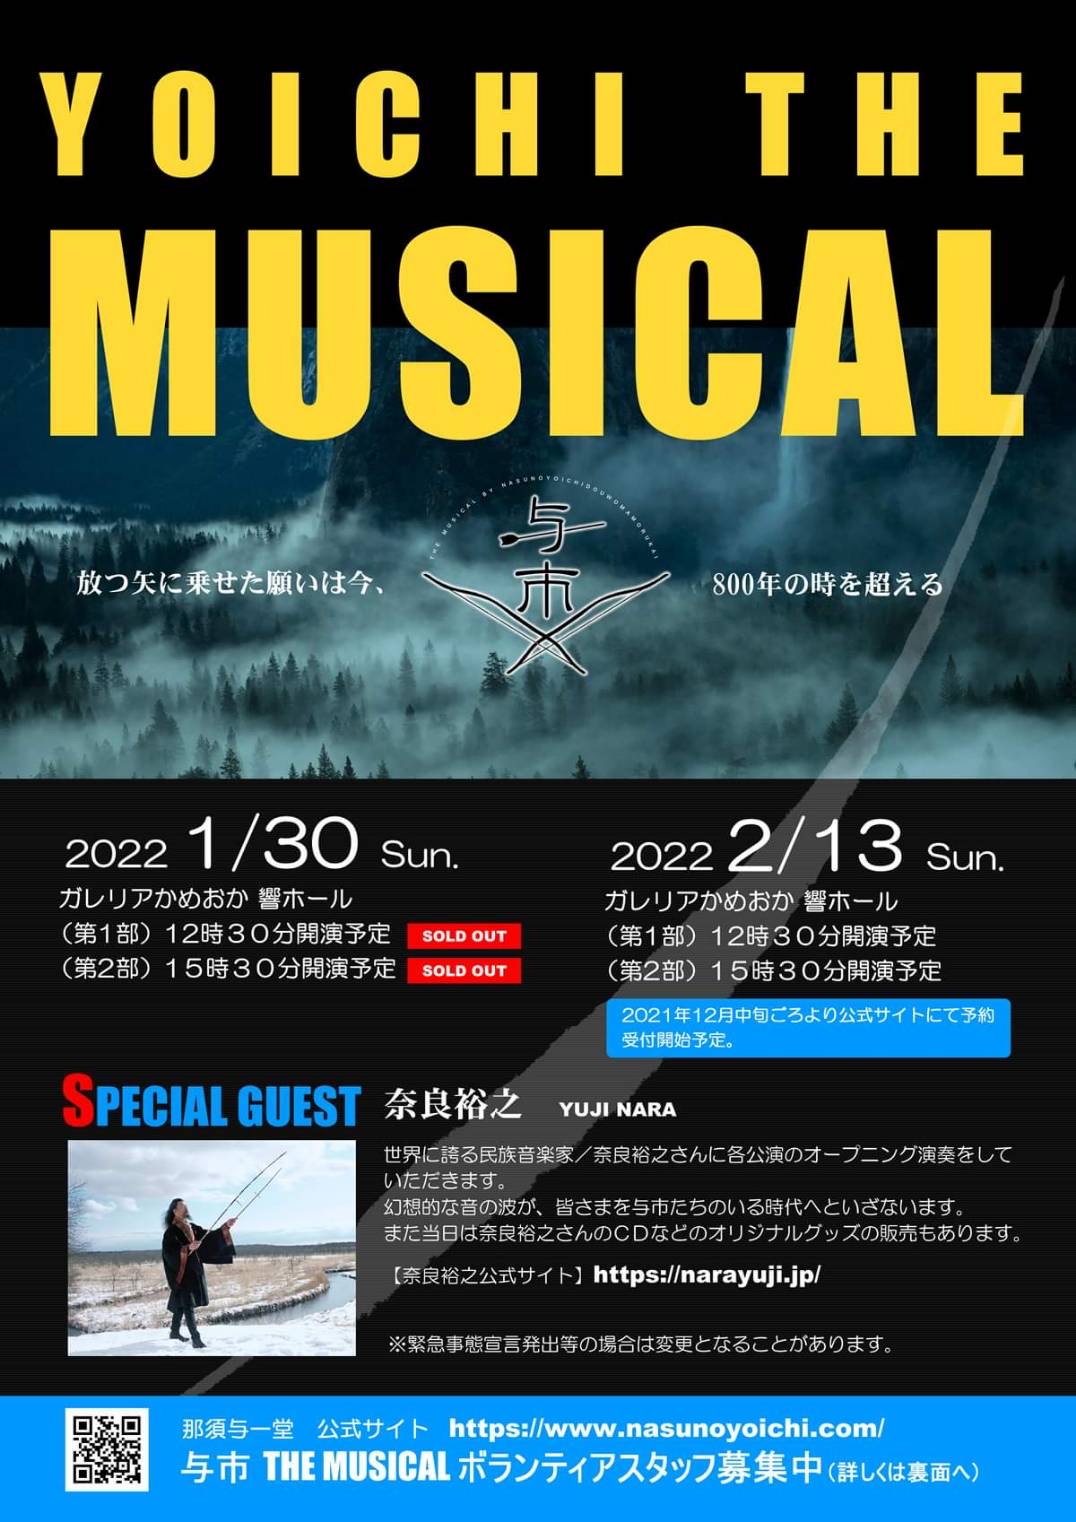 YOICHI THE
MUSICAL
THE MUSICAL BY NASUNOYOICHIDOUWOMAMORUKAI
与市
放つ矢に乗せた願いは今、
800年の時を超える
2022 1/30 Sun.
ガレリアかめおか 響ホール
（第1部）12時３０分開演予定 SOLD OUT
（第2部）１５時３０分開演予定 SOLD OUT
2022 2/13 Sun.
ガレリアかめおか 響ホール
（第1部）12時３０分開演予定
（第2部）１５時３０分開演予定
2021年12月中旬ごろより公式サイトにて予約
受付開始予定。
SPECIAL GUEST
奈良裕之 YUJI NARA
世界に誇る民族音楽家／奈良裕之さんに各公演のオープニング演奏をして
いただきます。
幻想的な音の波が、皆さまを与市たちのいる時代へといざないます。
また当日は奈良裕之さんのＣＤなどのオリジナルグッズの販売もあります。
【奈良裕之公式サイト】https://narayuji.jp/
※緊急事態宣言発出等の場合は変更となることがあります。
那須与一堂　公式サイト https://www.nasunoyoichi.com/
与市 THE MUSICAL ボランティアスタッフ募集中（詳しくは裏面へ）